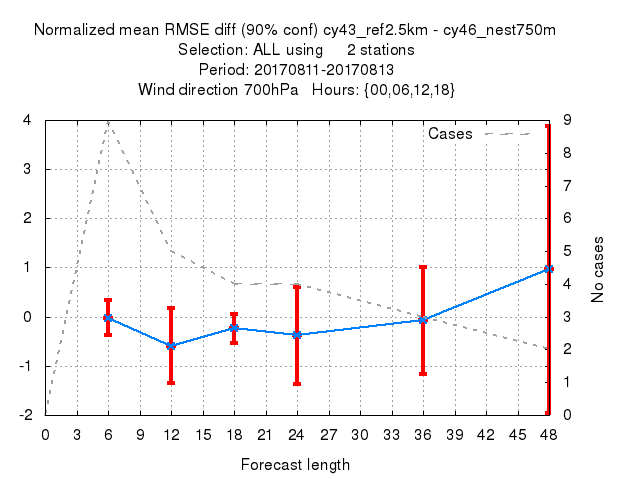 Normalized mean RMSE diff (90% conf) cy43_ref2.5km - cy46_nest750m
Selection: ALL using 2 stations
Period: 20170811-20170813
Wind direction 700hPa Hours: {00,06,12,18}
Cases
4
3
2
1
0
-1
-2
9
8
7
6
5
4
3
2
1
0
No cases
0 3 6 9 12 15 18 21 24 27 30 33 36 39 42 45 48
Forecast length